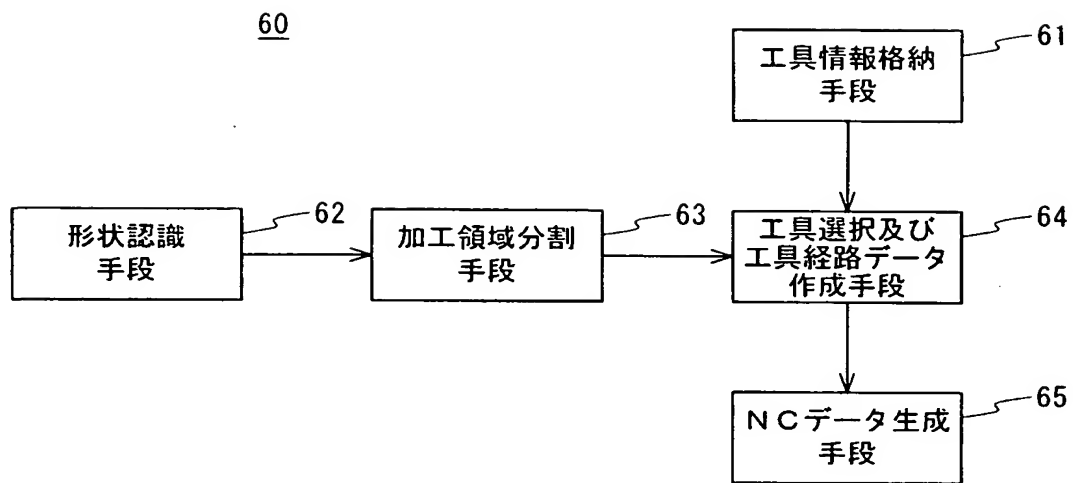 60
工具情報格納
手段
61
形状認識
手段
62
加工領域分割
手段
63
工具選択及び
工具経路データ
作成手段
64
NCデータ生成
手段
65